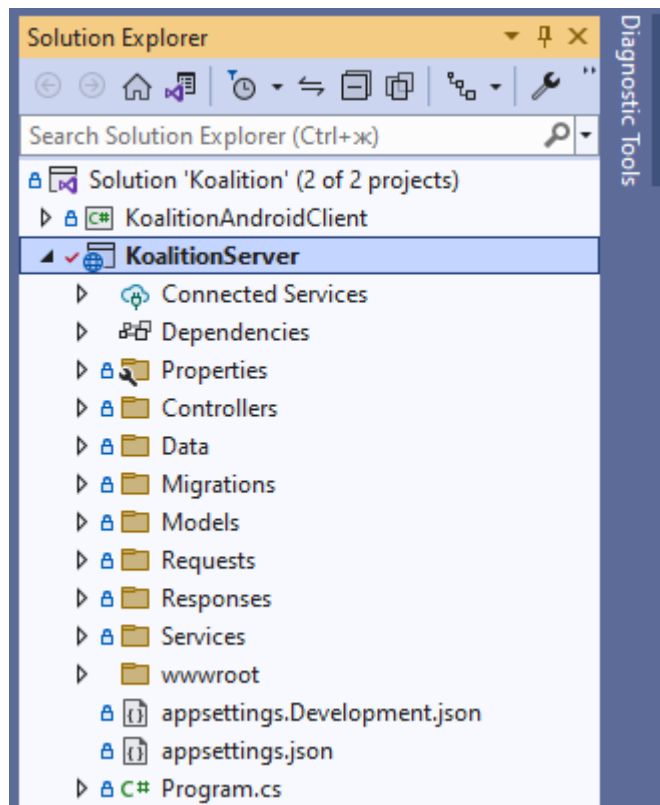 Solution Explorer
Search Solution Explorer (Ctrl+ж)
Solution 'Koalition' (2 of 2 projects)
C# KoalitionAndroidClient
KoalitionServer
Connected Services
Dependencies
Properties
Controllers
Data
Migrations
Models
Requests
Responses
Services
wwwroot
appsettings.Development.json
appsettings.json
C# Program.cs
Diagnostic Tools